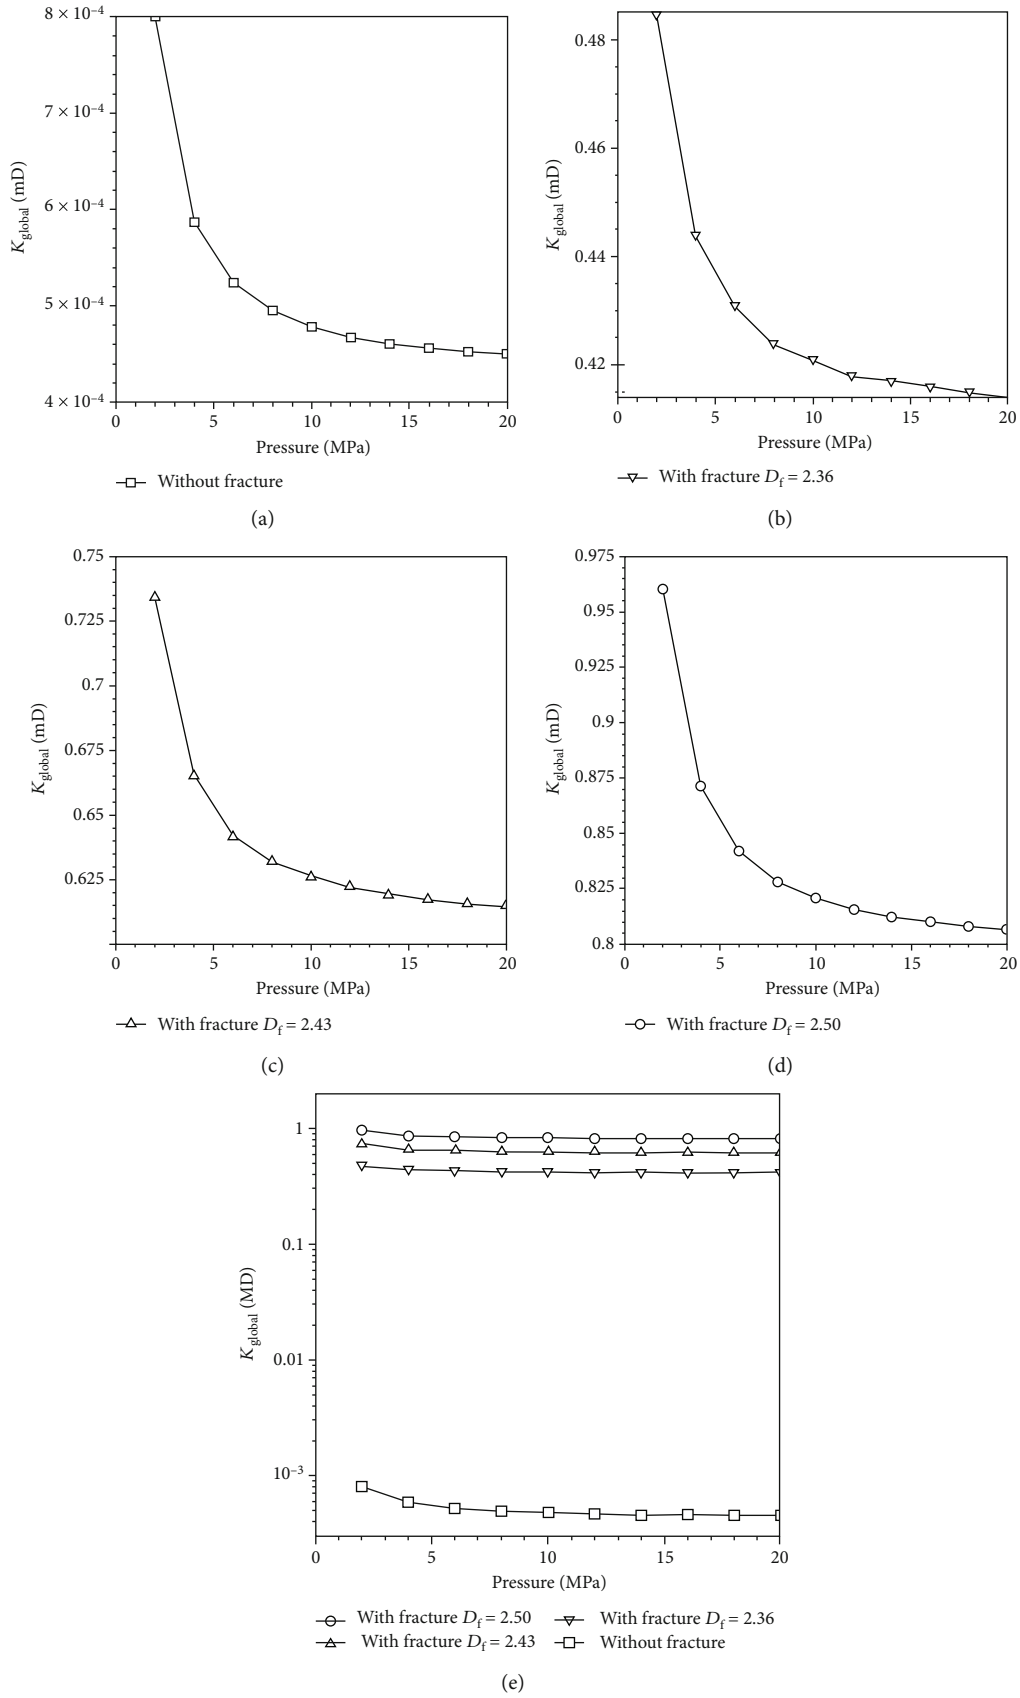 8 × 10⁻⁴
7 × 10⁻⁴
6 × 10⁻⁴
5 × 10⁻⁴
4 × 10⁻⁴
K_global (mD)
0 5 10 15 20
Pressure (MPa)
Without fracture
(a)
0.48
0.46
0.44
0.42
K_global (mD)
0 5 10 15 20
Pressure (MPa)
With fracture D_f = 2.36
(b)
0.75
0.725
0.7
0.675
0.65
0.625
K_global (mD)
0 5 10 15 20
Pressure (MPa)
With fracture D_f = 2.43
(c)
0.975
0.95
0.925
0.9
0.875
0.85
0.825
0.8
K_global (mD)
0 5 10 15 20
Pressure (MPa)
With fracture D_f = 2.50
(d)
1
0.1
0.01
10⁻³
K_global (MD)
0 5 10 15 20
Pressure (MPa)
With fracture D_f = 2.50 With fracture D_f = 2.36
With fracture D_f = 2.43 Without fracture
(e)